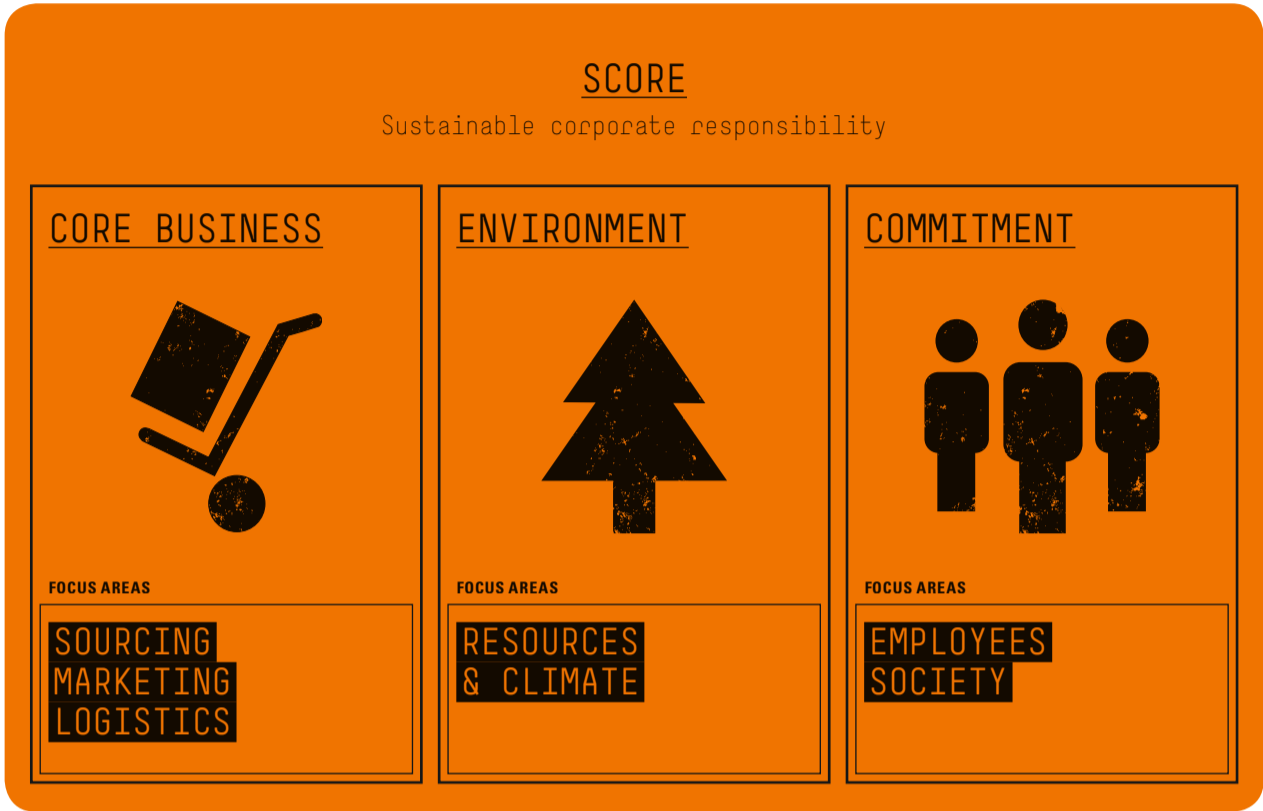 SCORE
Sustainable corporate responsibility
CORE BUSINESS
FOCUS AREAS
SOURCING
MARKETING
LOGISTICS
ENVIRONMENT
FOCUS AREAS
RESOURCES
& CLIMATE
COMMITMENT
FOCUS AREAS
EMPLOYEES
SOCIETY